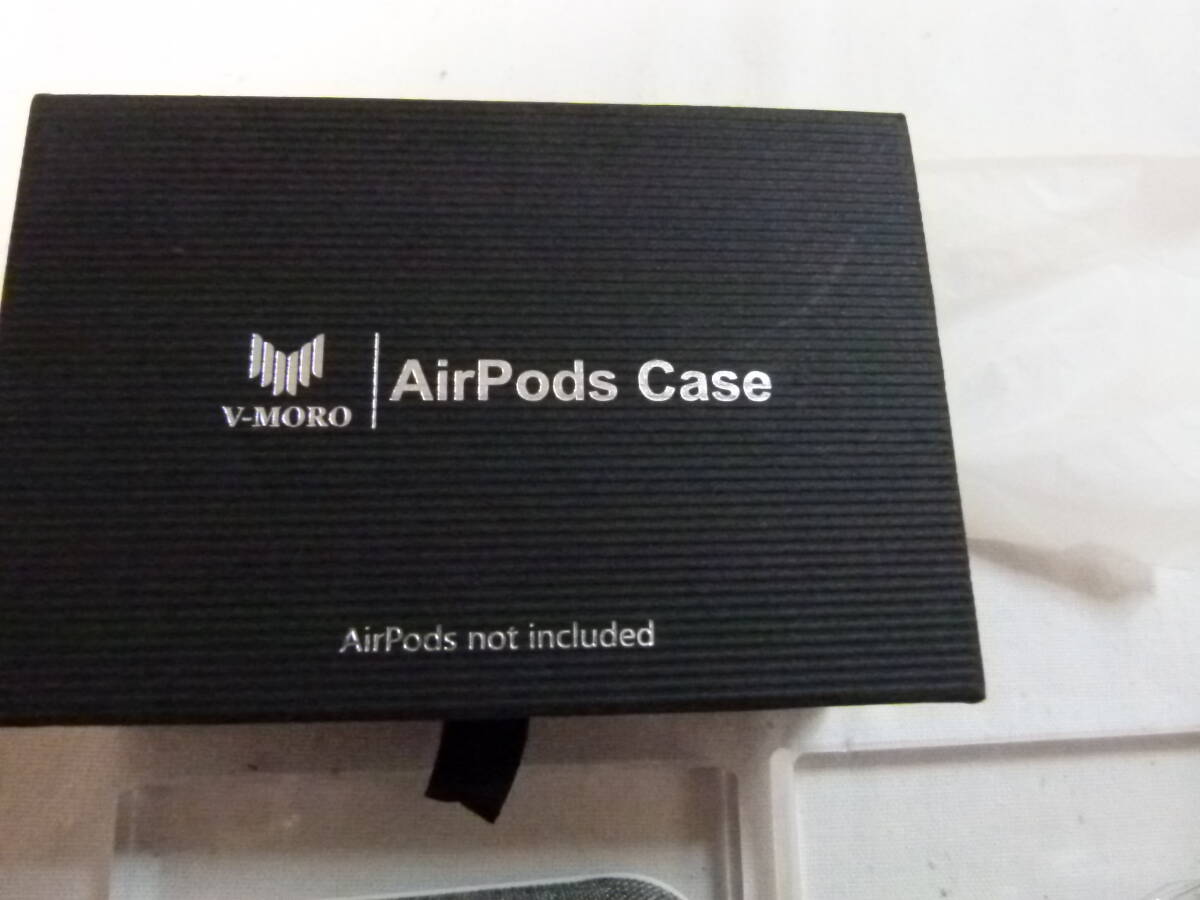 V-MORO
AirPods Case
AirPods not included